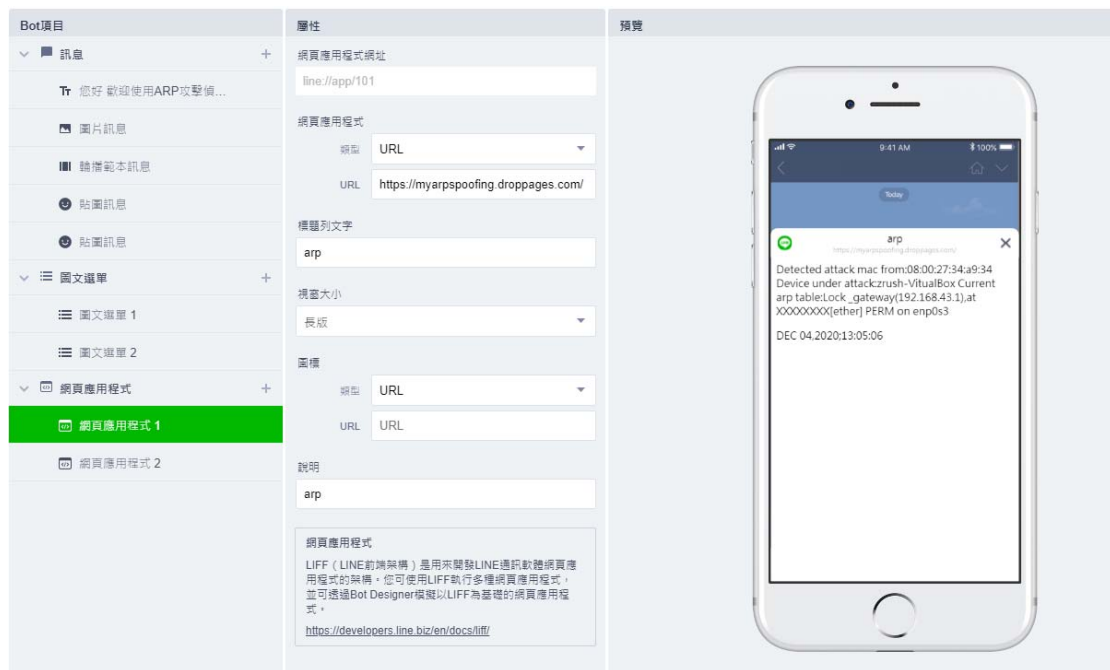 Bot項目
訊息
您好 歡迎使用ARP攻擊偵...
圖片訊息
輪播範本訊息
貼圖訊息
貼圖訊息
圖文選單
圖文選單 1
圖文選單 2
網頁應用程式
網頁應用程式 1
網頁應用程式 2
屬性
網頁應用程式網址
line://app/101
網頁應用程式
類型 URL
URL https://myarpspoofing.droppages.com/
標題列文字
arp
視窗大小
長版
圖標
類型 URL
URL URL
說明
arp
網頁應用程式
LIFF（LINE前端架構）是用來開發LINE通訊軟體網頁應
用程式的架構。您可使用LIFF執行多種網頁應用程式，
並可透過Bot Designer模擬以LIFF為基礎的網頁應用程
式。
https://developers.line.biz/en/docs/liff/
預覽
9:41 AM 100%
Today
arp
https://myarpspoofing.droppages.com/
Detected attack mac from:08:00:27:34:a9:34
Device under attack:zrush-VitualBox Current
arp table:Lock _gateway(192.168.43.1),at
XXXXXXXX[ether] PERM on enp0s3
DEC 04,2020;13:05:06